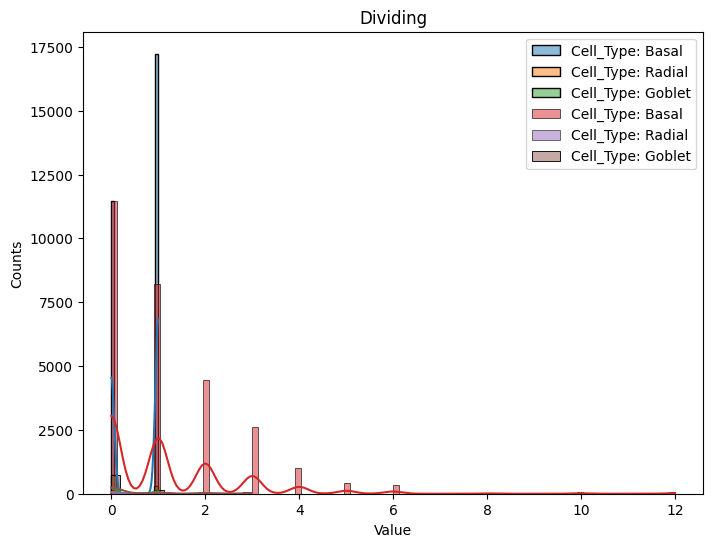 Dividing
17500
15000
12500
10000
7500
5000
2500
0
Counts
0 2 4 6 8 10 12
Value
Cell_Type: Basal
Cell_Type: Radial
Cell_Type: Goblet
Cell_Type: Basal
Cell_Type: Radial
Cell_Type: Goblet